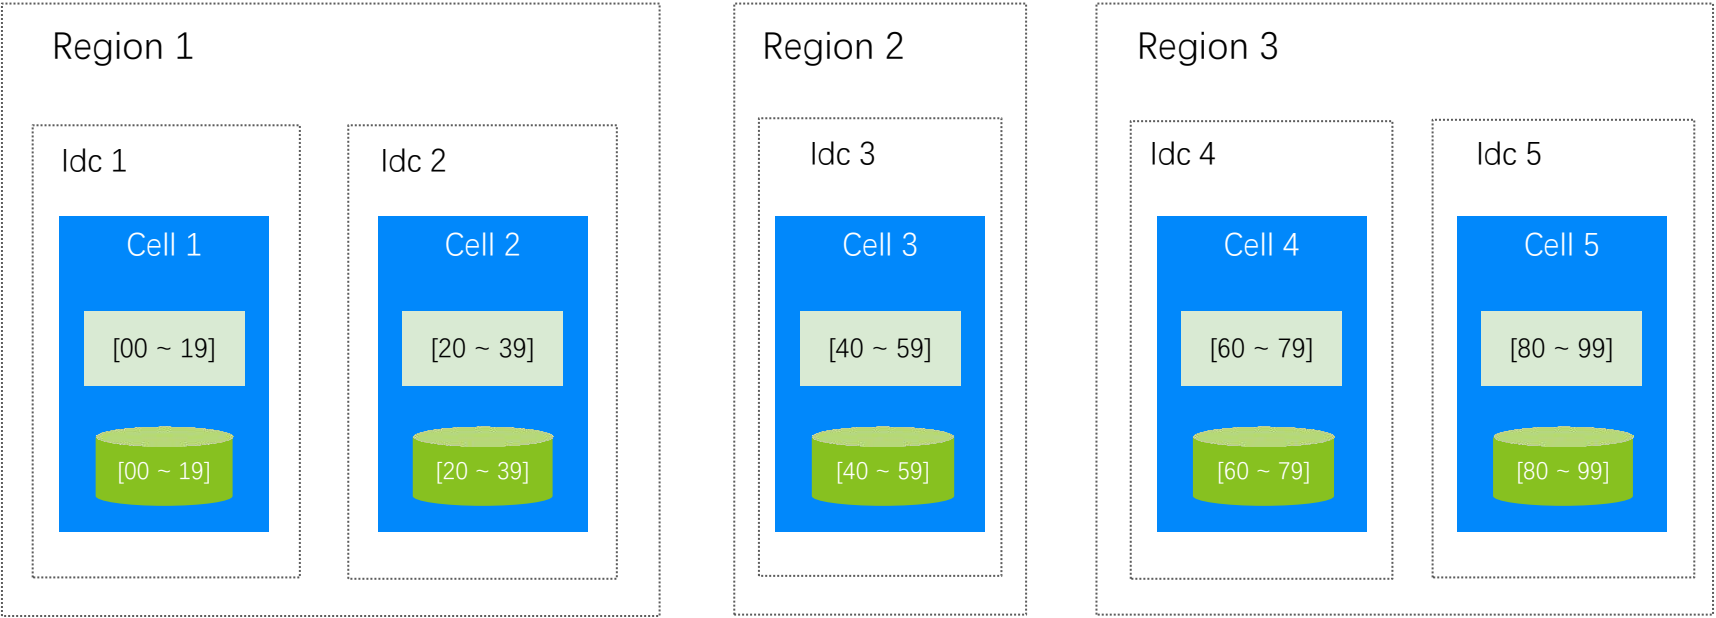 Region 1
Region 2
Region 3
Idc 1
Idc 2
Idc 3
Idc 4
Idc 5
Cell 1
Cell 2
Cell 3
Cell 4
Cell 5
[00 ~ 19]
[20 ~ 39]
[40 ~ 59]
[60 ~ 79]
[80 ~ 99]
[00 ~ 19]
[20 ~ 39]
[40 ~ 59]
[60 ~ 79]
[80 ~ 99]